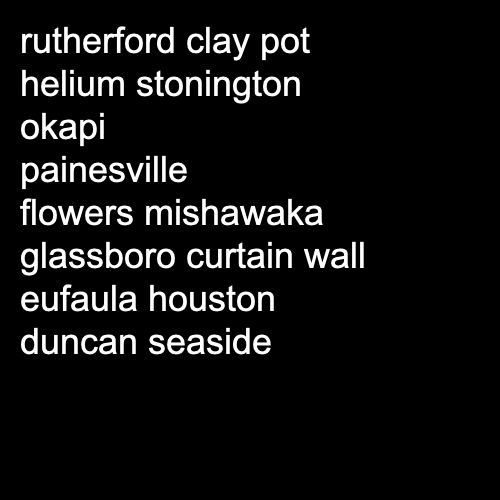 rutherford clay pot
helium stonington
okapi
painesville
flowers mishawaka
glassboro curtain wall
eufaula houston
duncan seaside